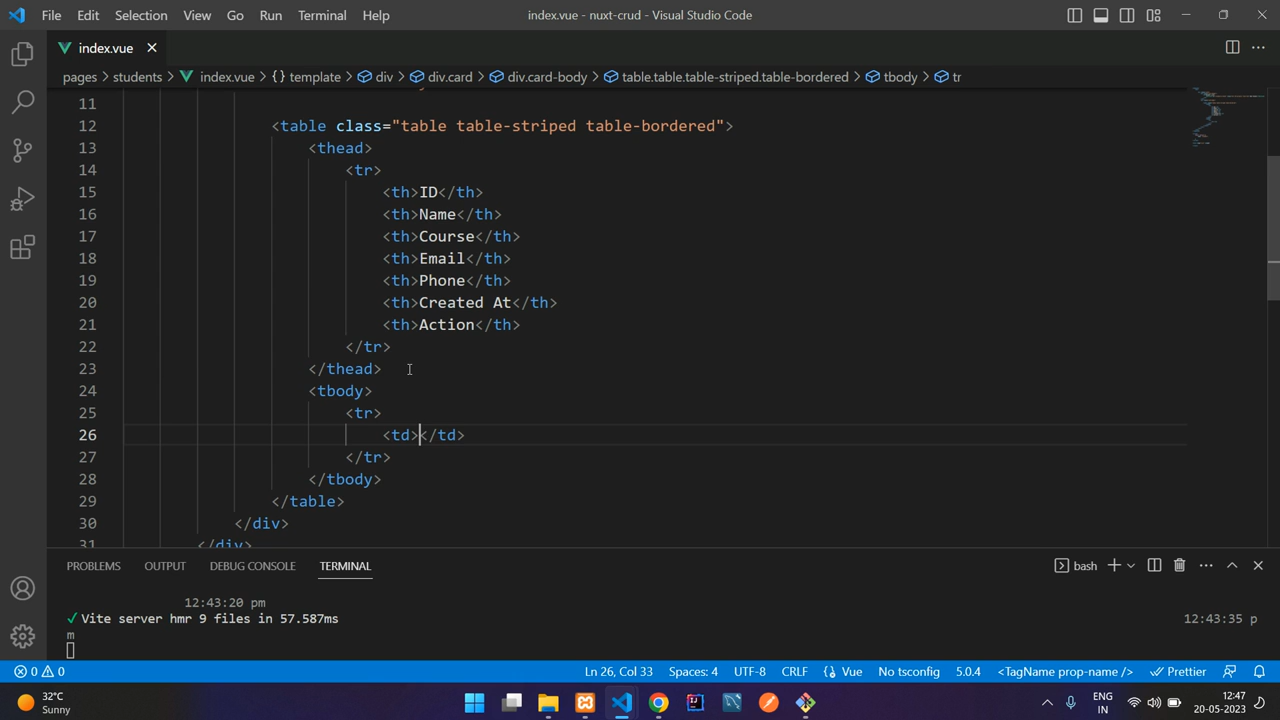 File Edit Selection View Go Run Terminal Help index.vue - nuxt-crud - Visual Studio Code
index.vue
pages > students > index.vue > {} template > div > div.card > div.card-body > table.table.table-striped.table-bordered > tbody > tr
11
12 <table class="table table-striped table-bordered">
13 <thead>
14 <tr>
15 <th>ID</th>
16 <th>Name</th>
17 <th>Course</th>
18 <th>Email</th>
19 <th>Phone</th>
20 <th>Created At</th>
21 <th>Action</th>
22 </tr>
23 </thead>
24 <tbody>
25 <tr>
26 <td></td>
27 </tr>
28 </tbody>
29 </table>
30 </div>
31 </div>
PROBLEMS OUTPUT DEBUG CONSOLE TERMINAL bash
12:43:20 pm
✓ Vite server hmr 9 files in 57.587ms 12:43:35 p
m
0 0 Ln 26, Col 33 Spaces: 4 UTF-8 CRLF {} Vue No tsconfig 5.0.4 <TagName prop-name /> Prettier
32°C
Sunny
ENG
IN
12:47
20-05-2023